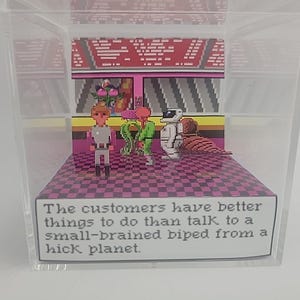 The customers have better
things to do than talk to a
small-brained biped from a
hick planet.